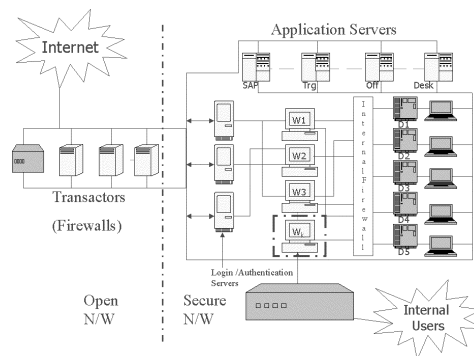 Internet
Application Servers
SAP
Trg
Off
Desk
W1
W2
W3
Internal Firewall
D1
D2
D3
D4
D5
Transactors
(Firewalls)
Login /Authentication
Servers
Open
N/W
Secure
N/W
Internal
Users